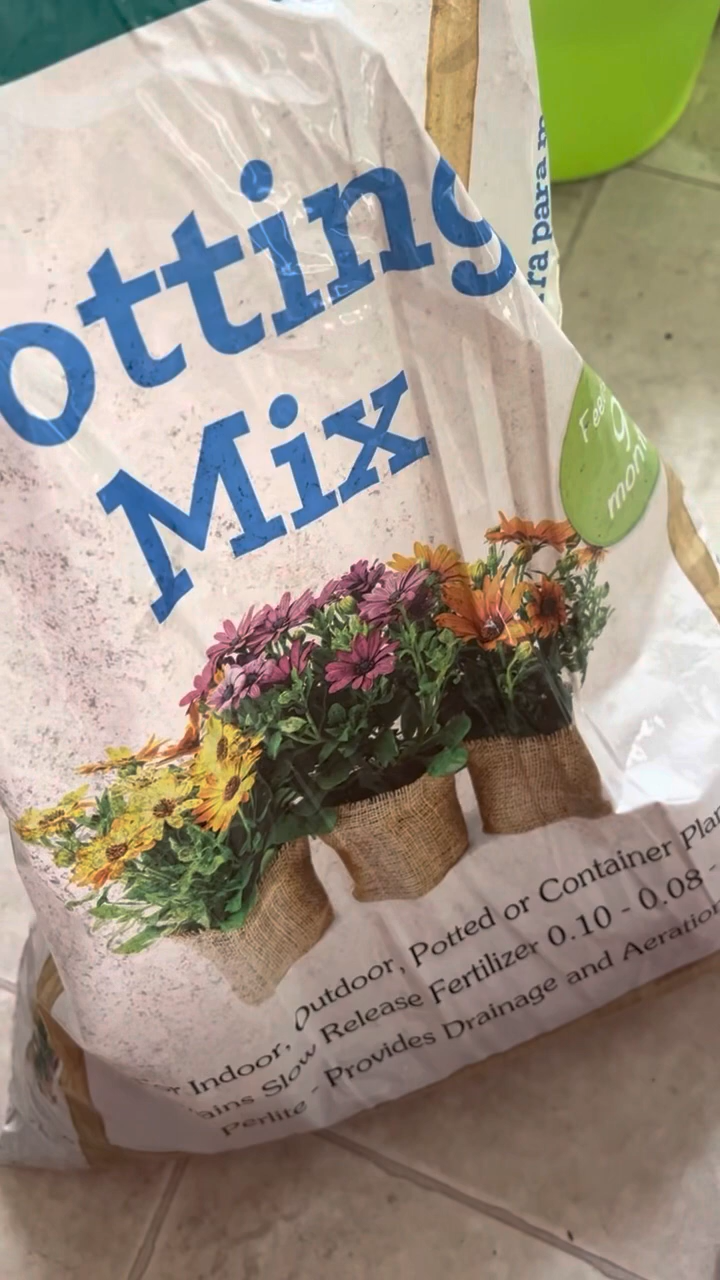 otting
Mix
ra para m
Fee
9
mon
r Indoor, Outdoor, Potted or Container Plan
ains Slow Release Fertilizer 0.10 - 0.08 -
Perlite - Provides Drainage and Aeration